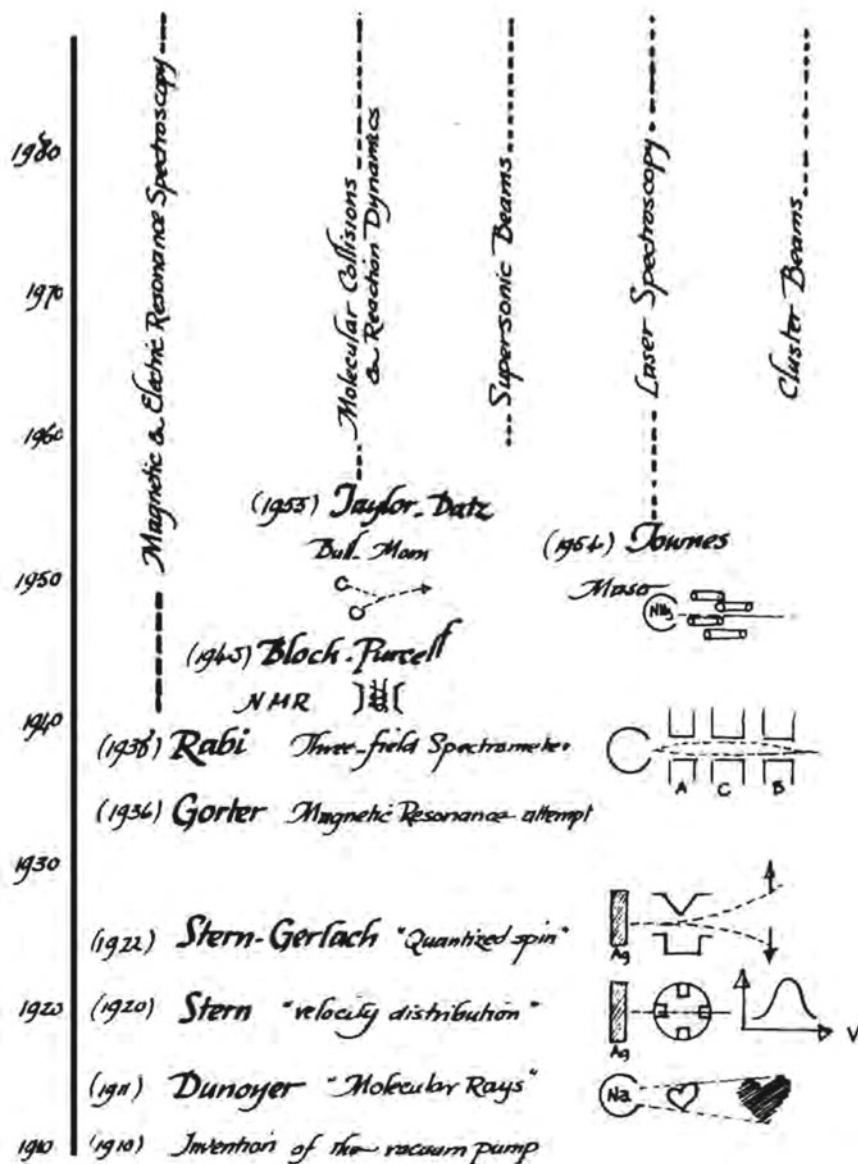 Magnetic & Electric Resonance Spectroscopy
Molecular Collisions
& Reaction Dynamics
Supersonic Beams
Laser Spectroscopy
Cluster Beams
1980
1970
1960
(1955) Taylor-Datz
Moon
(1954) Townes
1950
NH3
(1945) Bloch-Purcell
NMR
1940
(1938) Rabi Three-field Spectrometer
A C B
(1936) Gorter Magnetic Resonance attempt
1930
(1922) Stern-Gerlach "Quantized spin"
Ag
1920 (1920) Stern "velocity distribution"
Ag
V
(1911) Dunoyer "Molecular Rays"
Na
1910 (1910) Invention of the vacuum pump